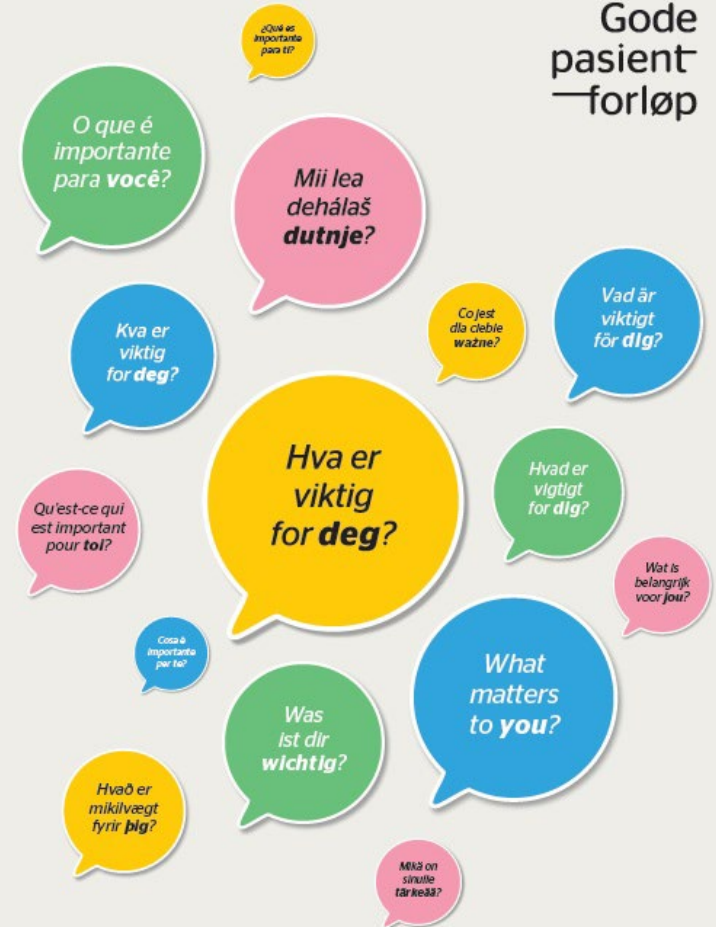 Gode
pasient
forløp
¿Qué es
importante
para ti?
O que é
importante
para você?
Mii lea
dehálaš
dutnje?
Kva er
viktig
for deg?
Co jest
dla ciebie
ważne?
Vad är
viktigt
för dig?
Hva er
viktig
for deg?
Hvad er
vigtigt
for dig?
Qu'est-ce qui
est important
pour toi?
Wat is
belangrijk
voor jou?
Cosa è
importante
per te?
What
matters
to you?
Was
ist dir
wichtig?
Hvað er
mikilvægt
fyrir þig?
Mikä on
sinulle
tärkeää?